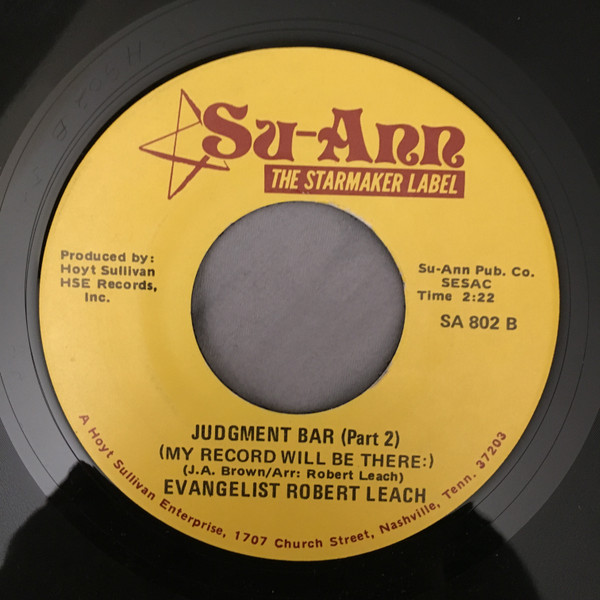 Su-Ann
THE STARMAKER LABEL
Produced by:
Hoyt Sullivan
HSE Records,
Inc.
Su-Ann Pub. Co.
SESAC
Time 2:22
SA 802 B
JUDGMENT BAR (Part 2)
(MY RECORD WILL BE THERE:)
(J.A. Brown/Arr: Robert Leach)
EVANGELIST ROBERT LEACH
A Hoyt Sullivan Enterprise, 1707 Church Street, Nashville, Tenn. 37203